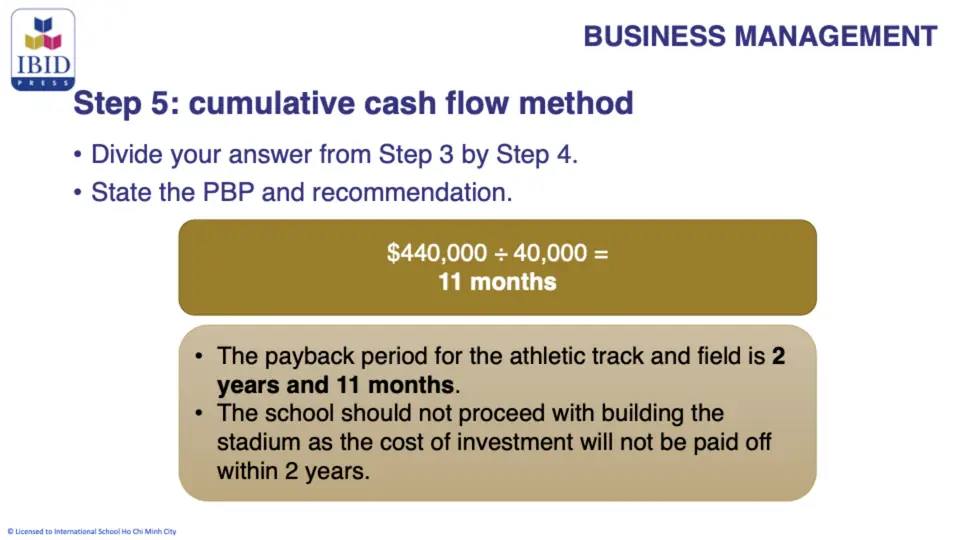 IBID
PRESS
BUSINESS MANAGEMENT
Step 5: cumulative cash flow method
• Divide your answer from Step 3 by Step 4.
• State the PBP and recommendation.
$440,000 ÷ 40,000 =
11 months
• The payback period for the athletic track and field is 2
years and 11 months.
• The school should not proceed with building the
stadium as the cost of investment will not be paid off
within 2 years.
© Licensed to International School Ho Chi Minh City